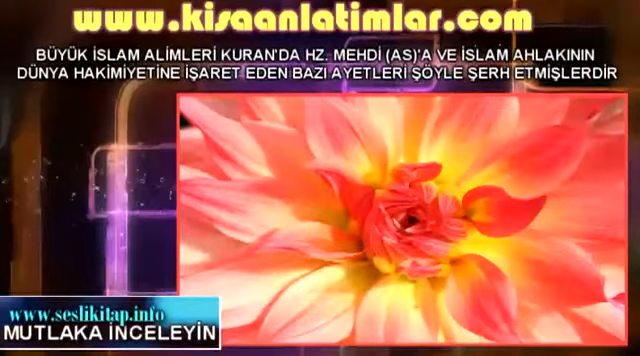 www.kisaanlatimlar.com
BÜYÜK İSLAM ALİMLERİ KURAN'DA HZ. MEHDİ (AS)'A VE İSLAM AHLAKININ
DÜNYA HAKİMİYETİNE İŞARET EDEN BAZI AYETLERİ ŞÖYLE ŞERH ETMİŞLERDİR
www.seslikitap.info
MUTLAKA İNCELEYİN